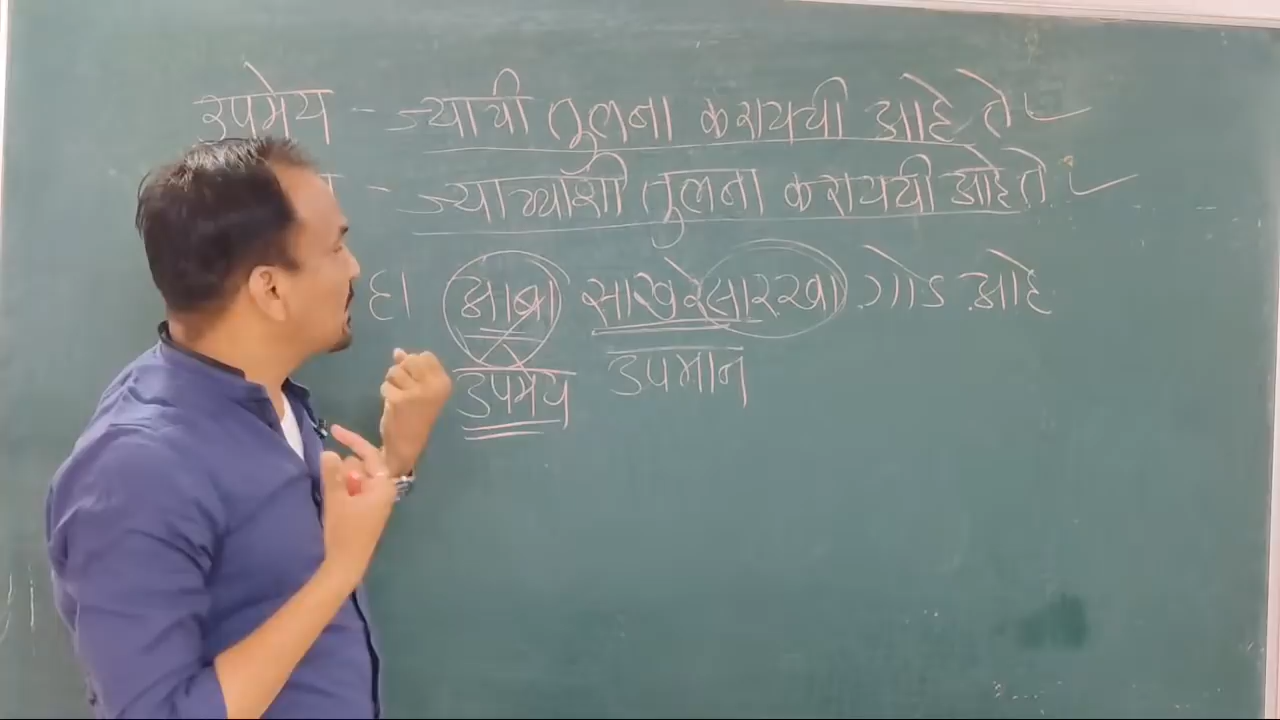 उपमेय - ज्याची तुलना करायची आहे ते
- ज्याच्याशी तुलना करायची आहे ते
हा आंबा साखरेसारखा गोड आहे
उपमेय उपमान